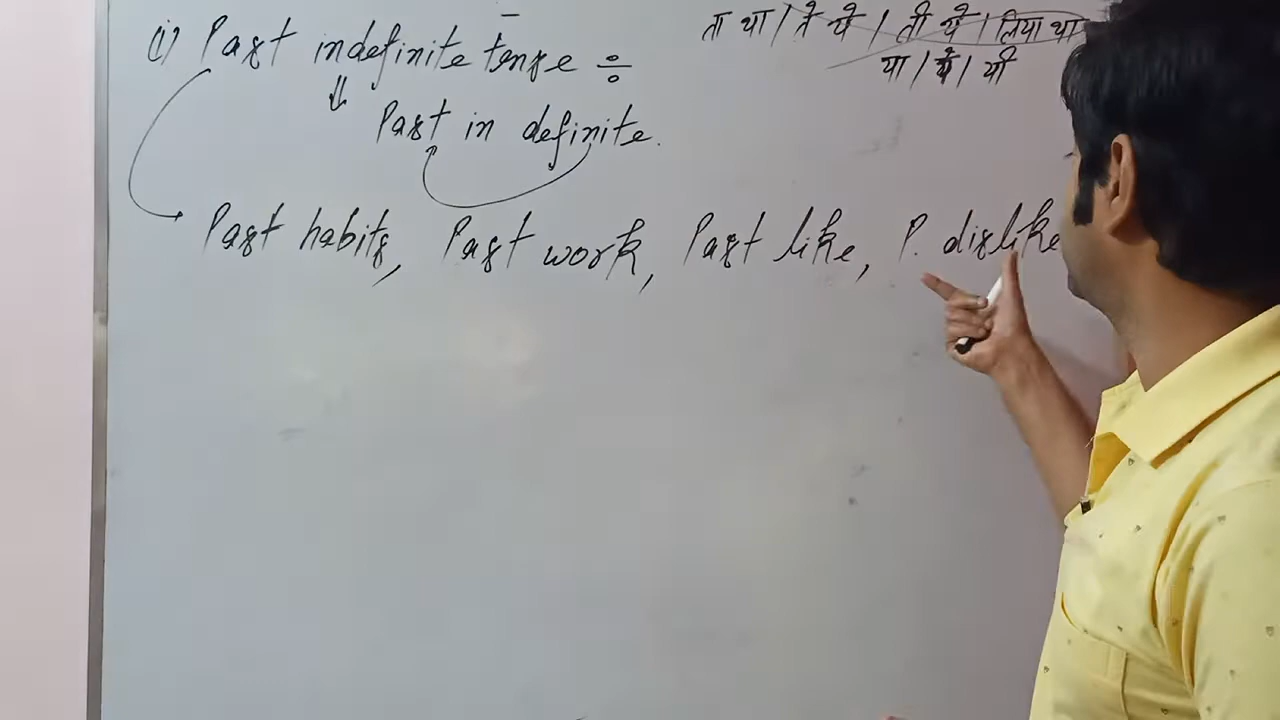 (i) Past indefinite tense ÷
ता था / ते थे / ती थे / लिया था
या / ये / यी
⇓
Past in definite.
Past habits, Past work, Past like, P. dislike